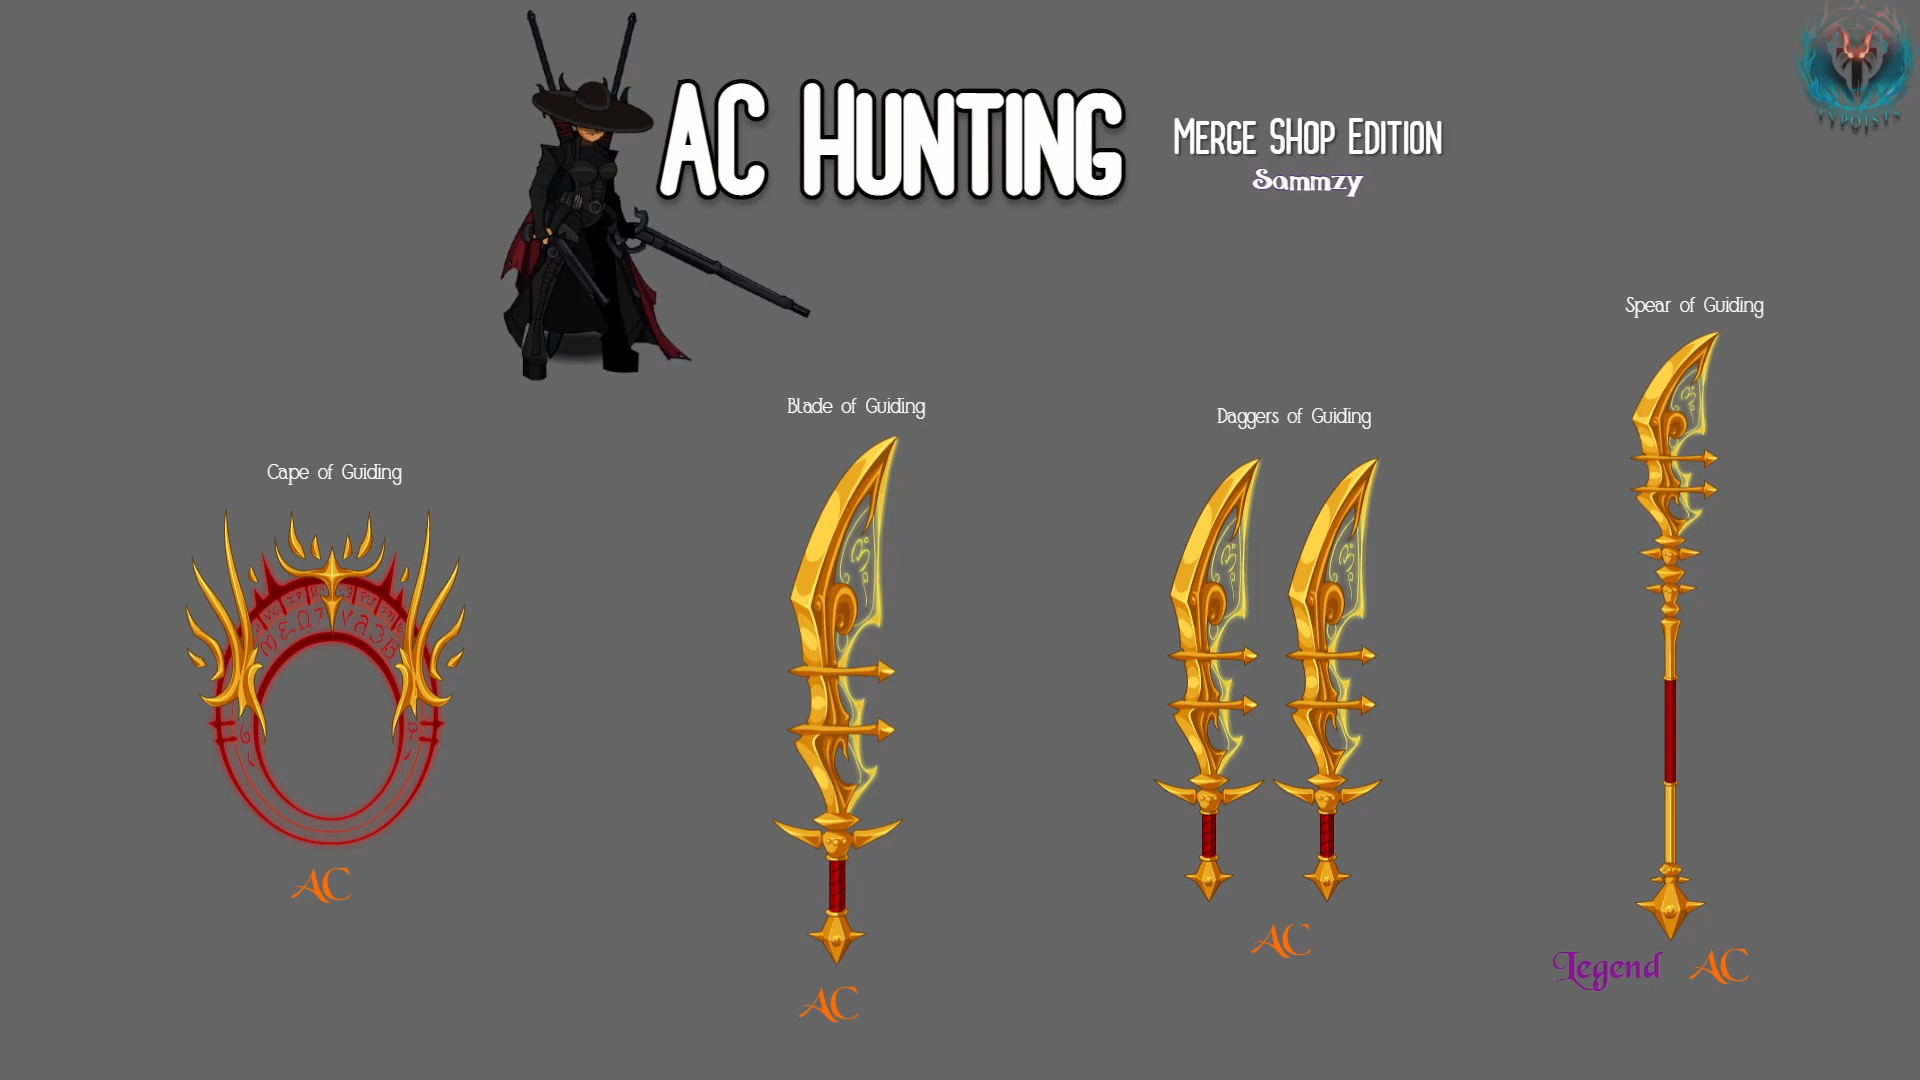 AC HUNTING
MERGE SHOP EDITION
Sammzy
Spear of Guiding
Blade of Guiding
Daggers of Guiding
Cape of Guiding
AC
AC
AC
Legend AC